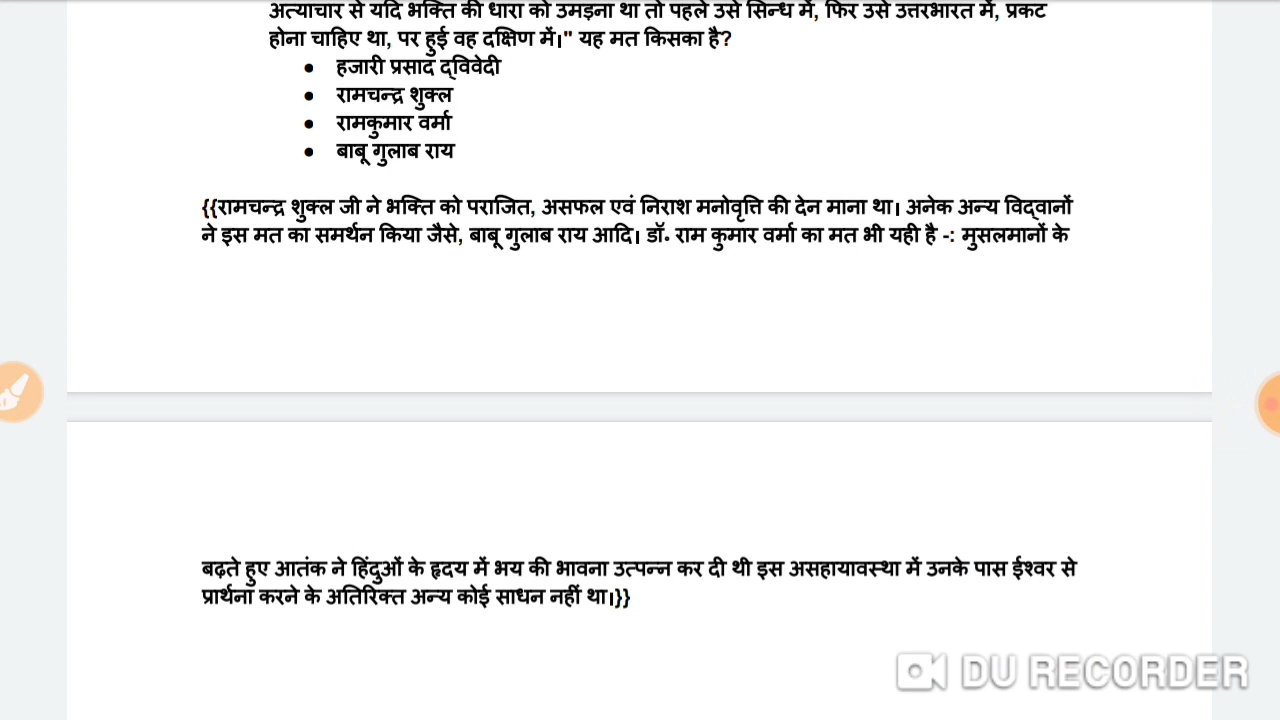 अत्याचार से यदि भक्ति की धारा को उमड़ना था तो पहले उसे सिन्ध में, फिर उसे उत्तरभारत में, प्रकट
होना चाहिए था, पर हुई वह दक्षिण में।" यह मत किसका है?
● हजारी प्रसाद द्विवेदी
● रामचन्द्र शुक्ल
● रामकुमार वर्मा
● बाबू गुलाब राय
{{रामचन्द्र शुक्ल जी ने भक्ति को पराजित, असफल एवं निराश मनोवृत्ति की देन माना था। अनेक अन्य विद्वानों
ने इस मत का समर्थन किया जैसे, बाबू गुलाब राय आदि। डॉ. राम कुमार वर्मा का मत भी यही है -: मुसलमानों के
बढ़ते हुए आतंक ने हिंदुओं के हृदय में भय की भावना उत्पन्न कर दी थी इस असहायावस्था में उनके पास ईश्वर से
प्रार्थना करने के अतिरिक्त अन्य कोई साधन नहीं था।}}
DU RECORDER